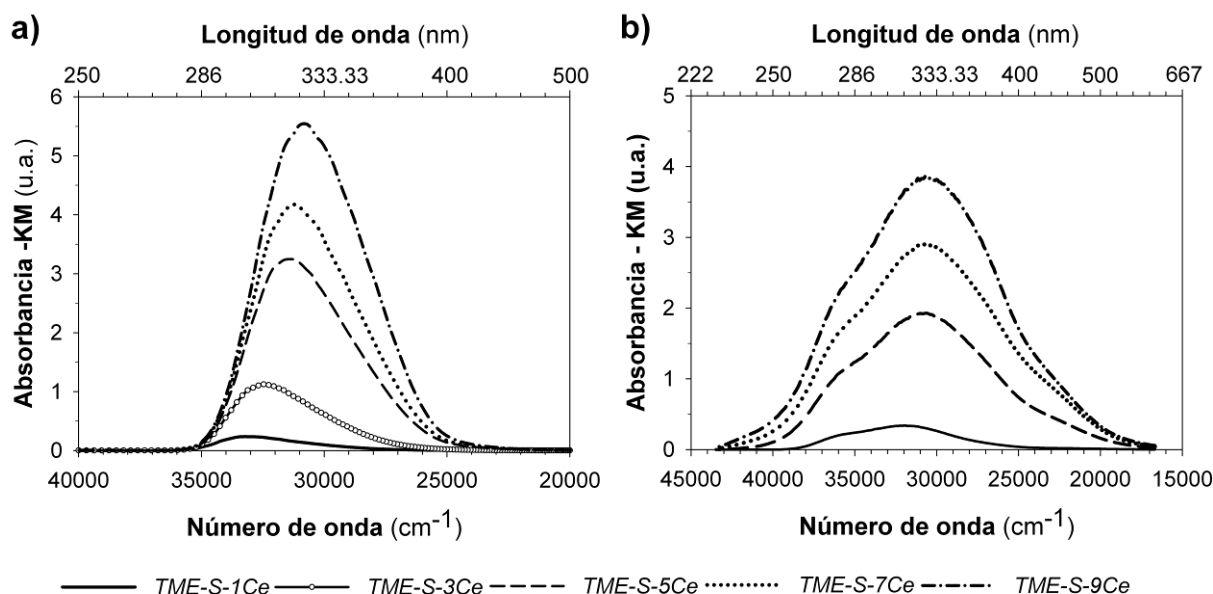 a)
Longitud de onda (nm)
250 286 333.33 400 500
6
5
4
3
2
1
0
Absorbancia -KM (u.a.)
40000 35000 30000 25000 20000
Número de onda (cm⁻¹)
b)
Longitud de onda (nm)
222 250 286 333.33 400 500 667
5
4
3
2
1
0
Absorbancia - KM (u.a.)
45000 40000 35000 30000 25000 20000 15000
Número de onda (cm⁻¹)
TME-S-1Ce TME-S-3Ce TME-S-5Ce TME-S-7Ce TME-S-9Ce